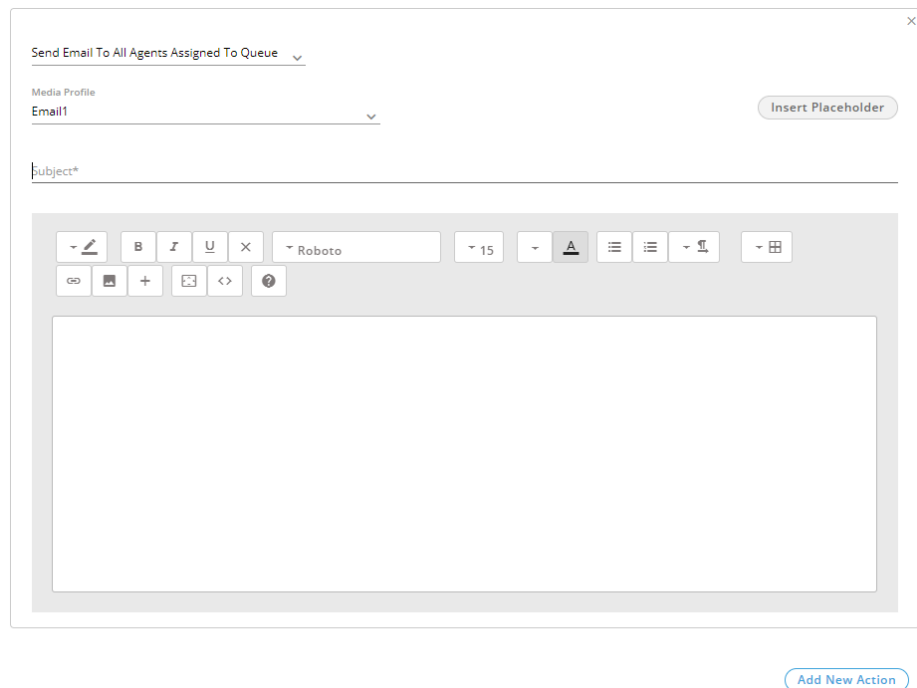 Send Email To All Agents Assigned To Queue
Media Profile
Email1
Insert Placeholder
Subject*
B I U
Roboto
15
A
Add New Action